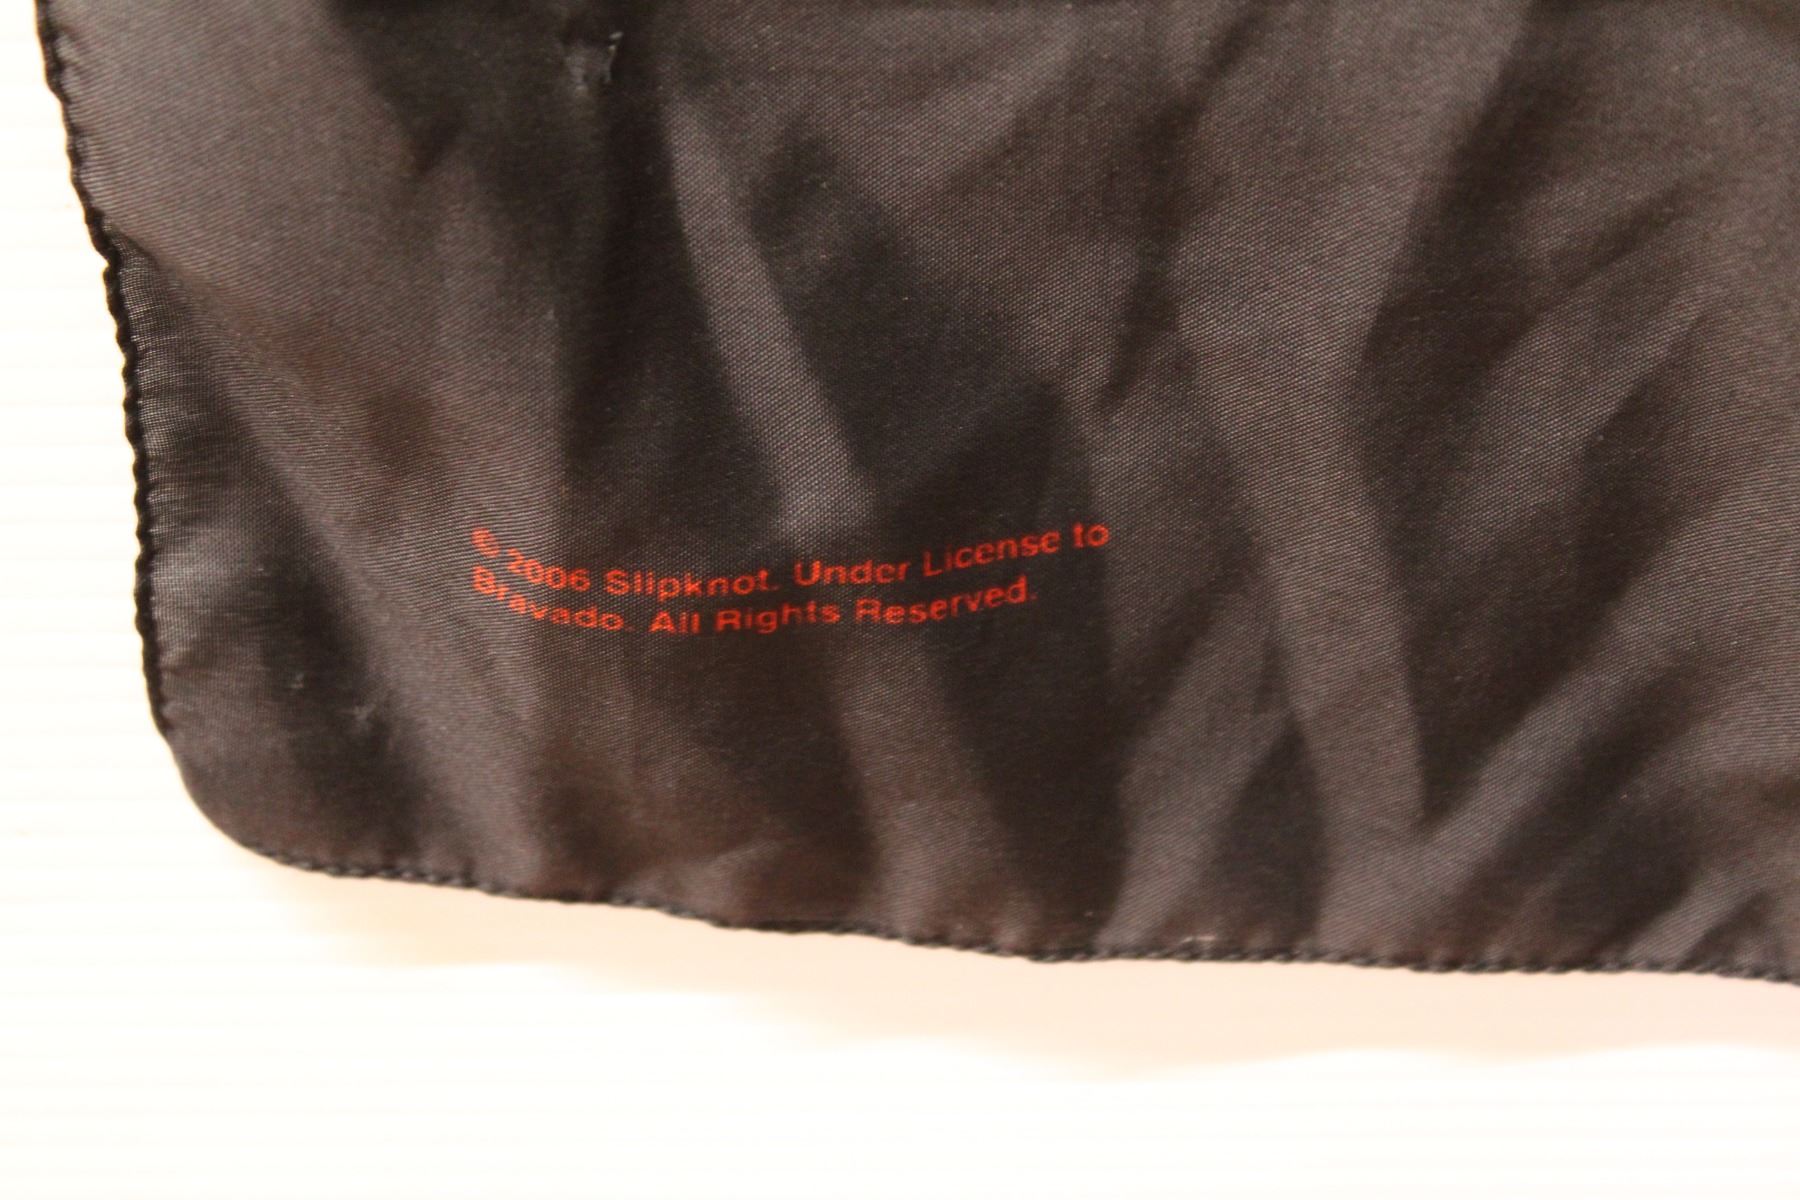 © 2006 Slipknot. Under License to
Bravado. All Rights Reserved.